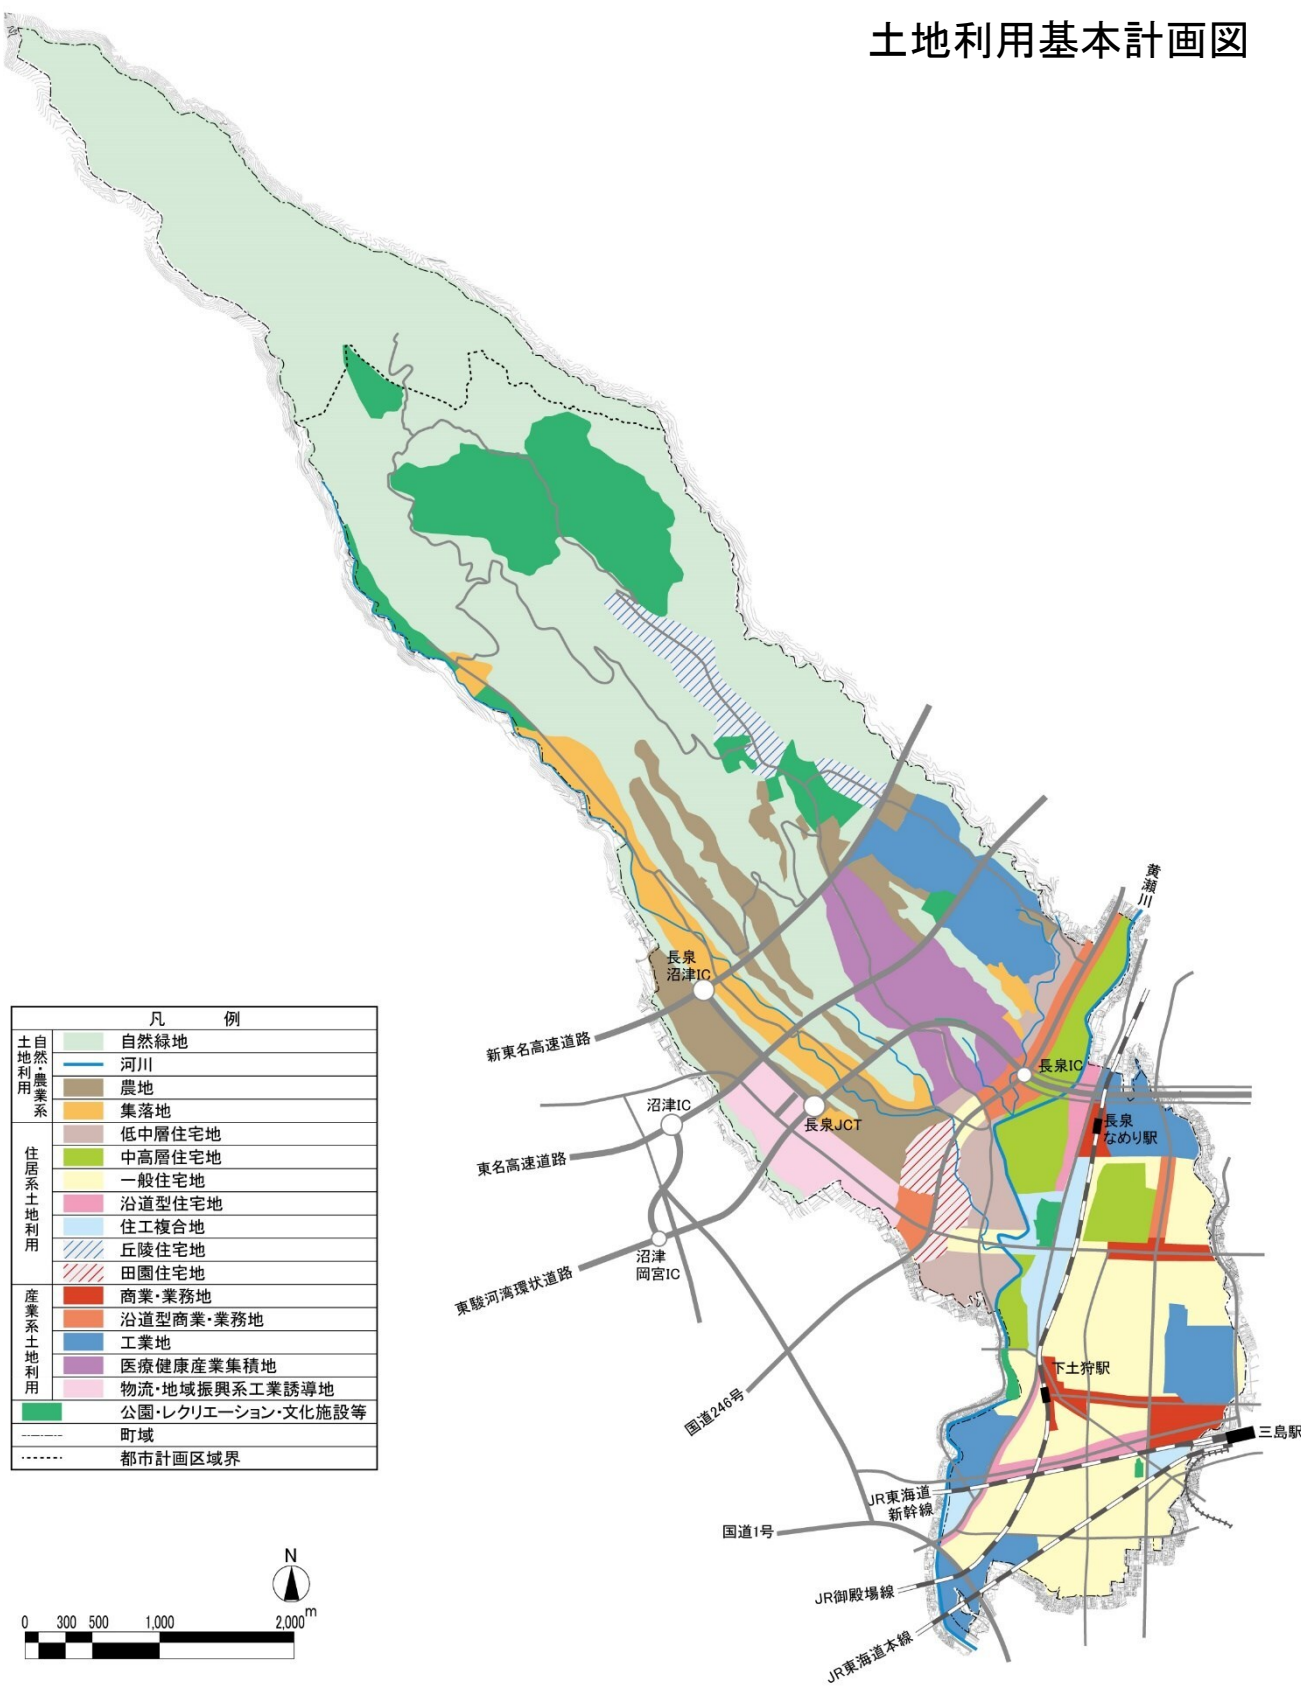 土地利用基本計画図
黄瀬川
長泉
沼津IC
新東名高速道路
長泉IC
沼津IC
長泉JCT
長泉
なめり駅
東名高速道路
沼津
岡宮IC
東駿河湾環状道路
国道246号
下土狩駅
三島駅
JR東海道
新幹線
国道1号
JR御殿場線
JR東海道本線
凡 例
自然・農業系
土地利用
自然緑地
河川
農地
集落地
住居系土地利用
低中層住宅地
中高層住宅地
一般住宅地
沿道型住宅地
住工複合地
丘陵住宅地
田園住宅地
産業系土地利用
商業・業務地
沿道型商業・業務地
工業地
医療健康産業集積地
物流・地域振興系工業誘導地
公園・レクリエーション・文化施設等
町域
都市計画区域界
N
0 300 500 1,000 2,000 m